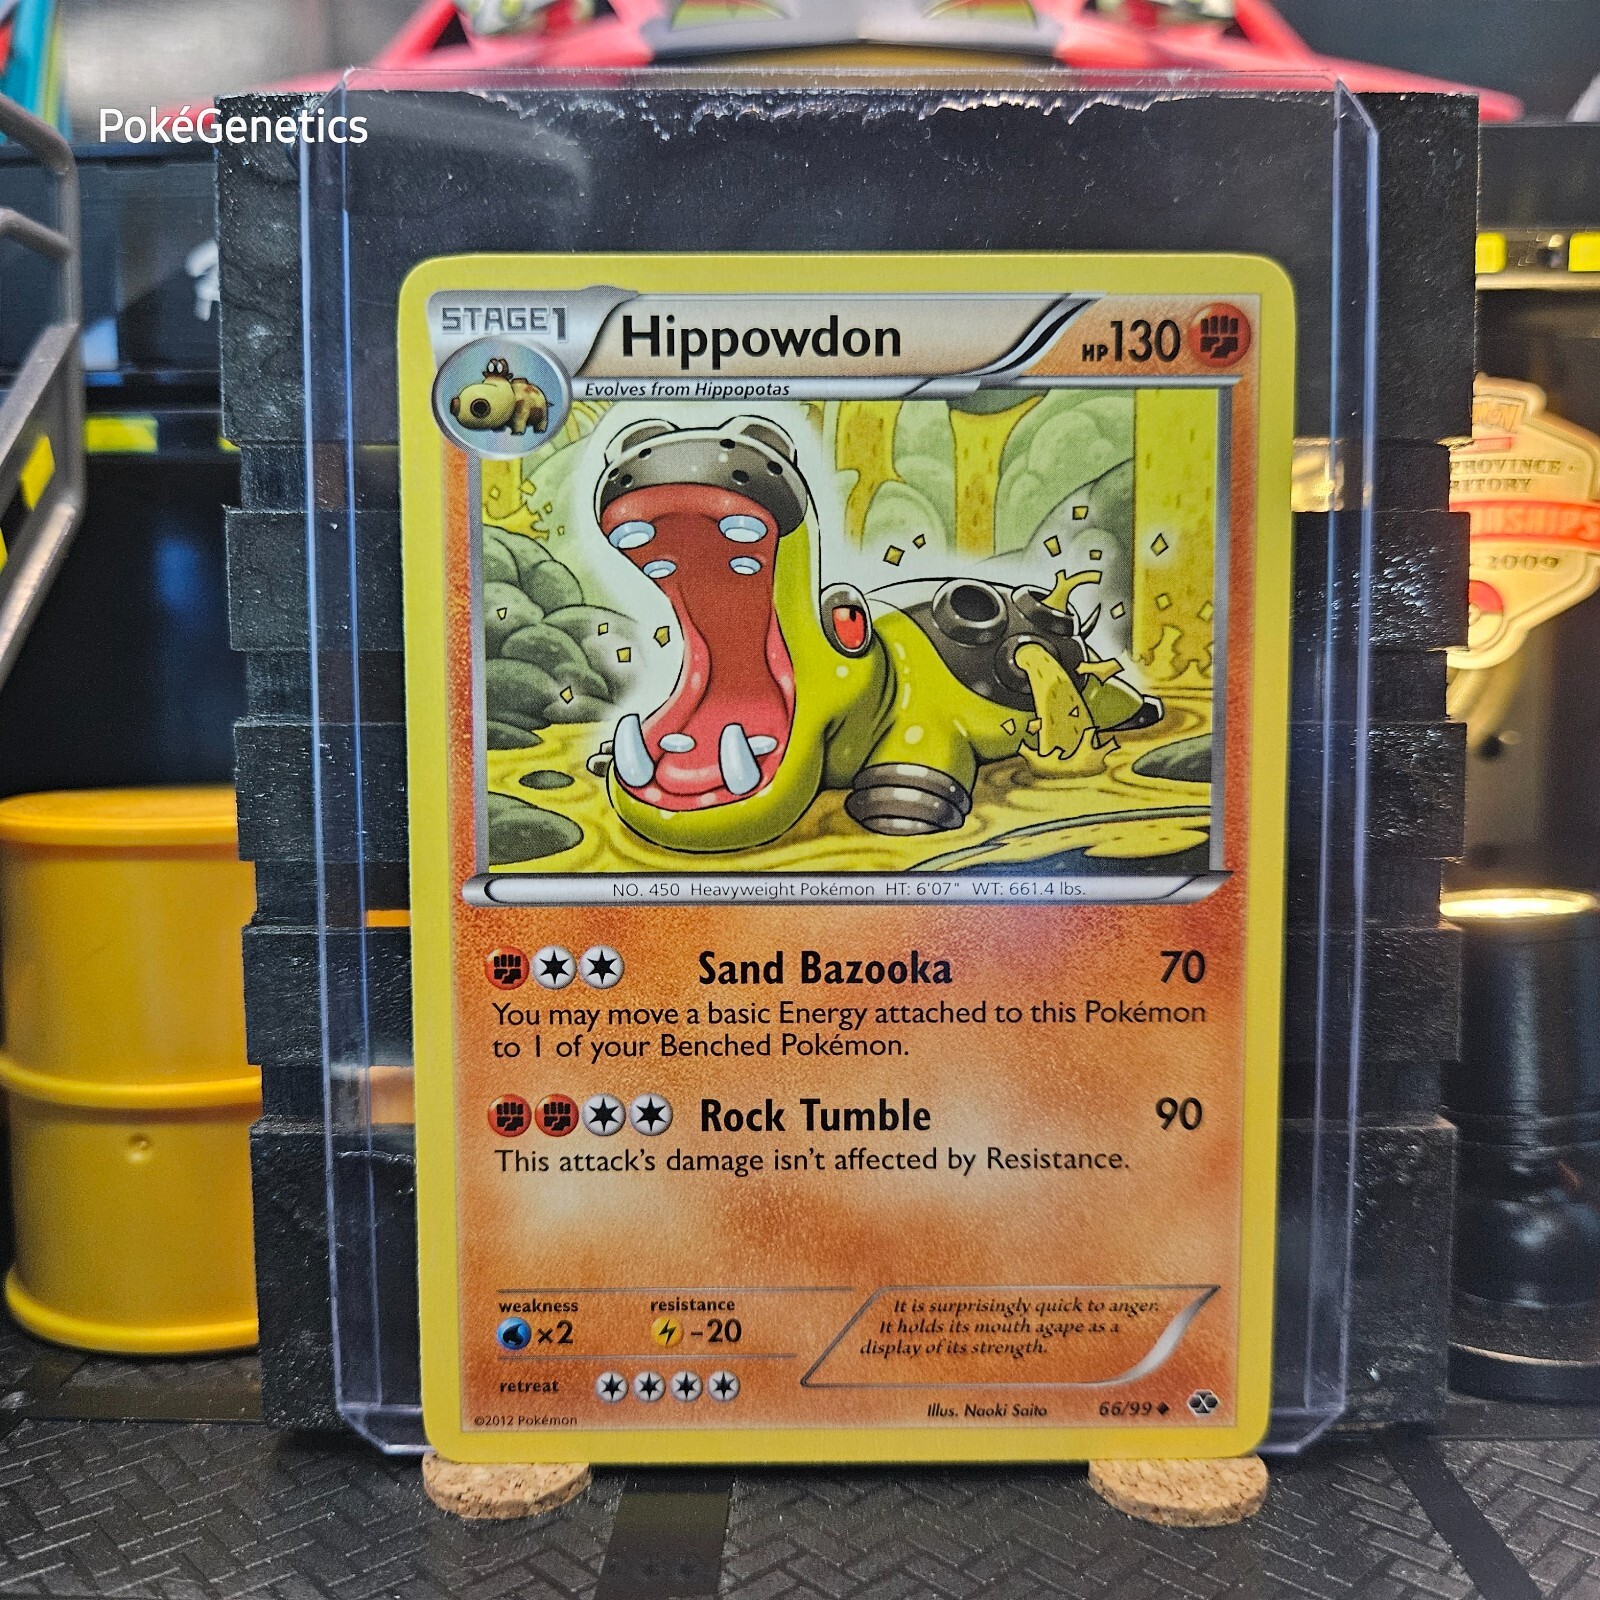 PokéGenetics
STAGE1
Hippowdon
HP130
Evolves from Hippopotas
NO. 450 Heavyweight Pokémon HT: 6'07" WT: 661.4 lbs.
Sand Bazooka 70
You may move a basic Energy attached to this Pokémon
to 1 of your Benched Pokémon.
Rock Tumble 90
This attack's damage isn't affected by Resistance.
weakness
×2
resistance
-20
It is surprisingly quick to anger.
It holds its mouth agape as a
display of its strength.
retreat
©2012 Pokémon
Illus. Naoki Saito
66/99
PROVINCE
2009